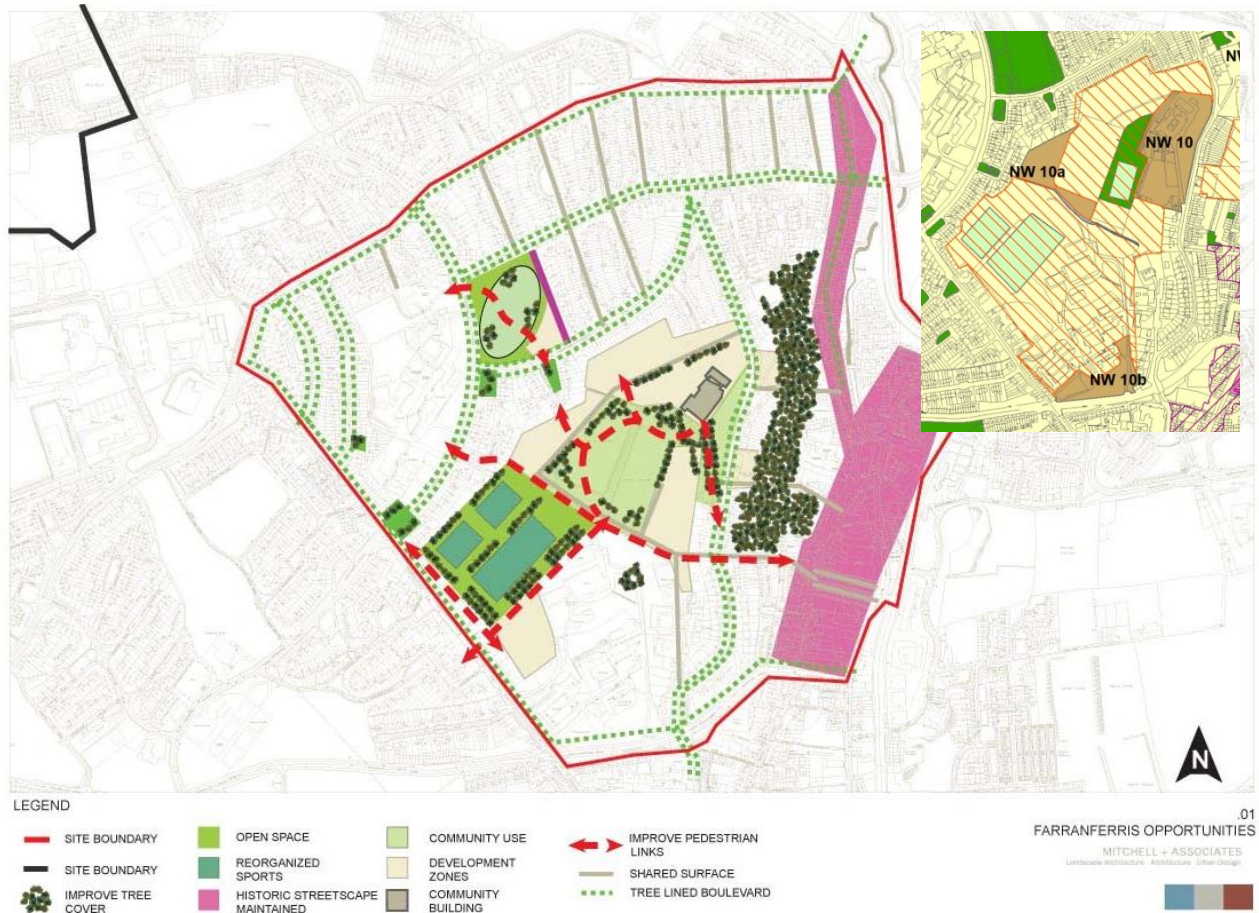 NW
NW 10
NW 10a
NW 10b
N
LEGEND
SITE BOUNDARY
SITE BOUNDARY
IMPROVE TREE
COVER
OPEN SPACE
REORGANIZED
SPORTS
HISTORIC STREETSCAPE
MAINTAINED
COMMUNITY USE
DEVELOPMENT
ZONES
COMMUNITY
BUILDING
IMPROVE PEDESTRIAN
LINKS
SHARED SURFACE
TREE LINED BOULEVARD
.01
FARRANFERRIS OPPORTUNITIES
MITCHELL + ASSOCIATES
Landscape Architecture Architecture Urban Design